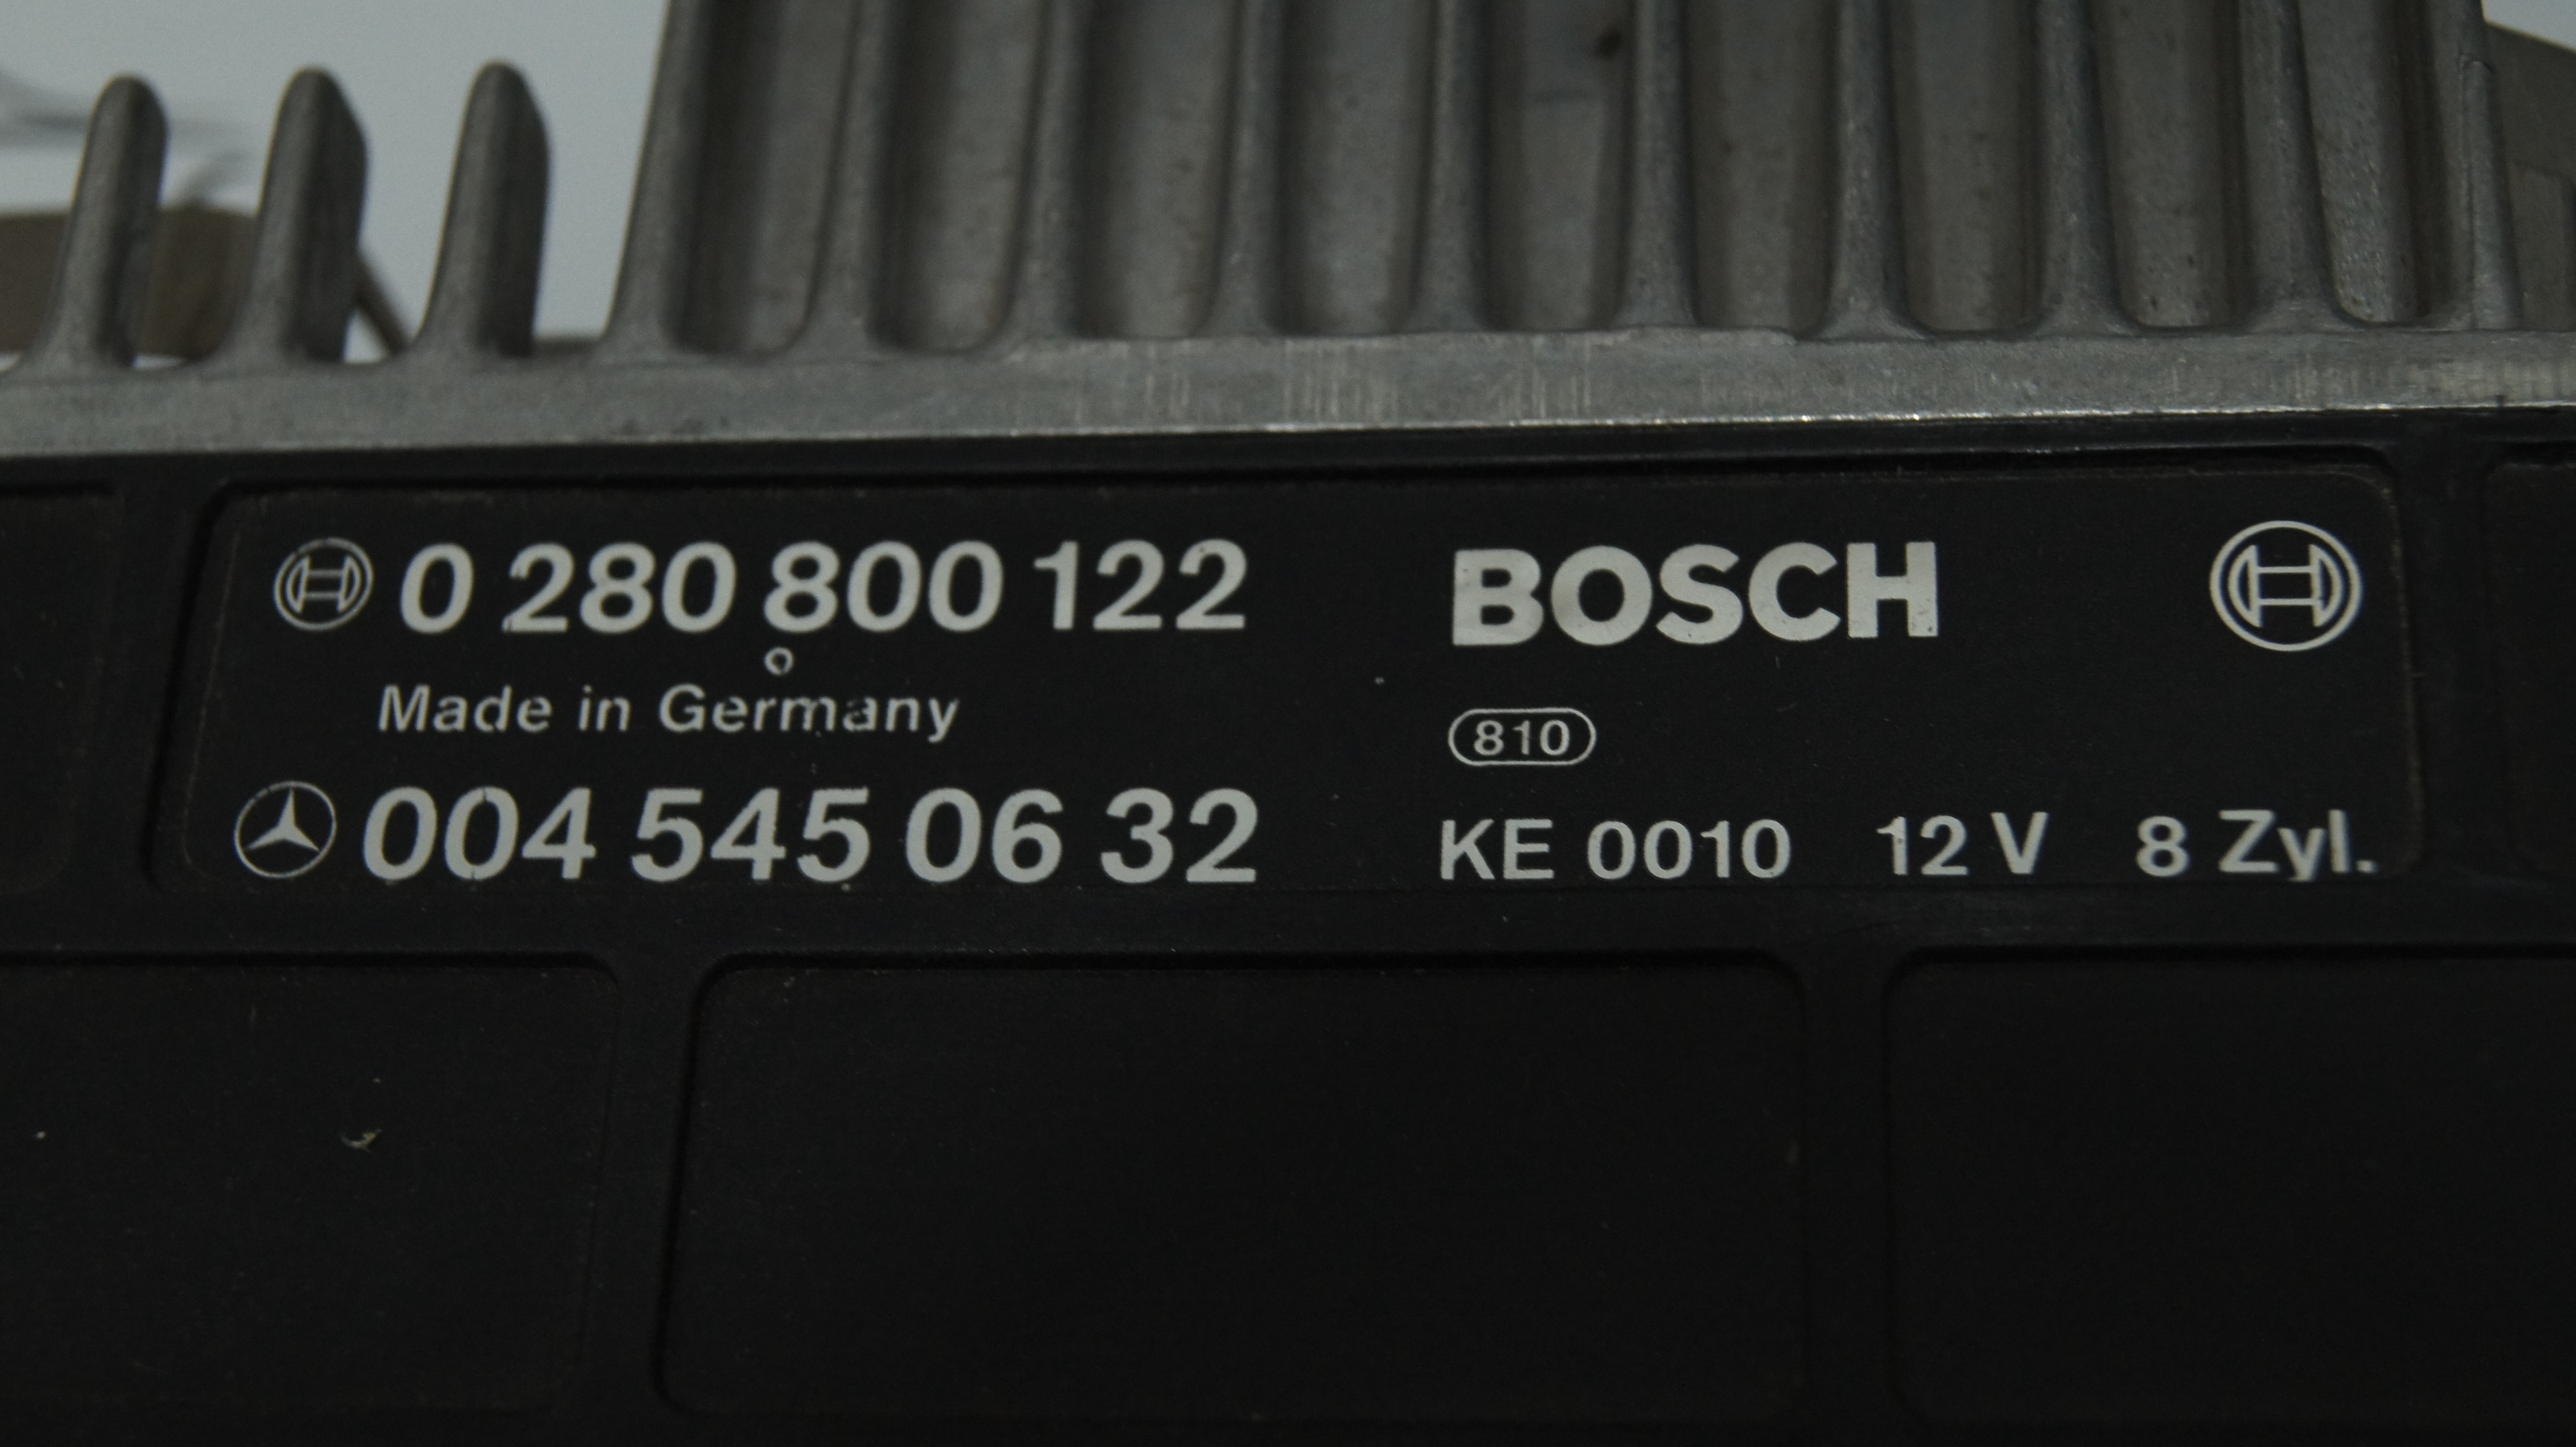 0 280 800 122
Made in Germany
004 545 06 32
BOSCH
810
KE 0010 12 V 8 Zyl.